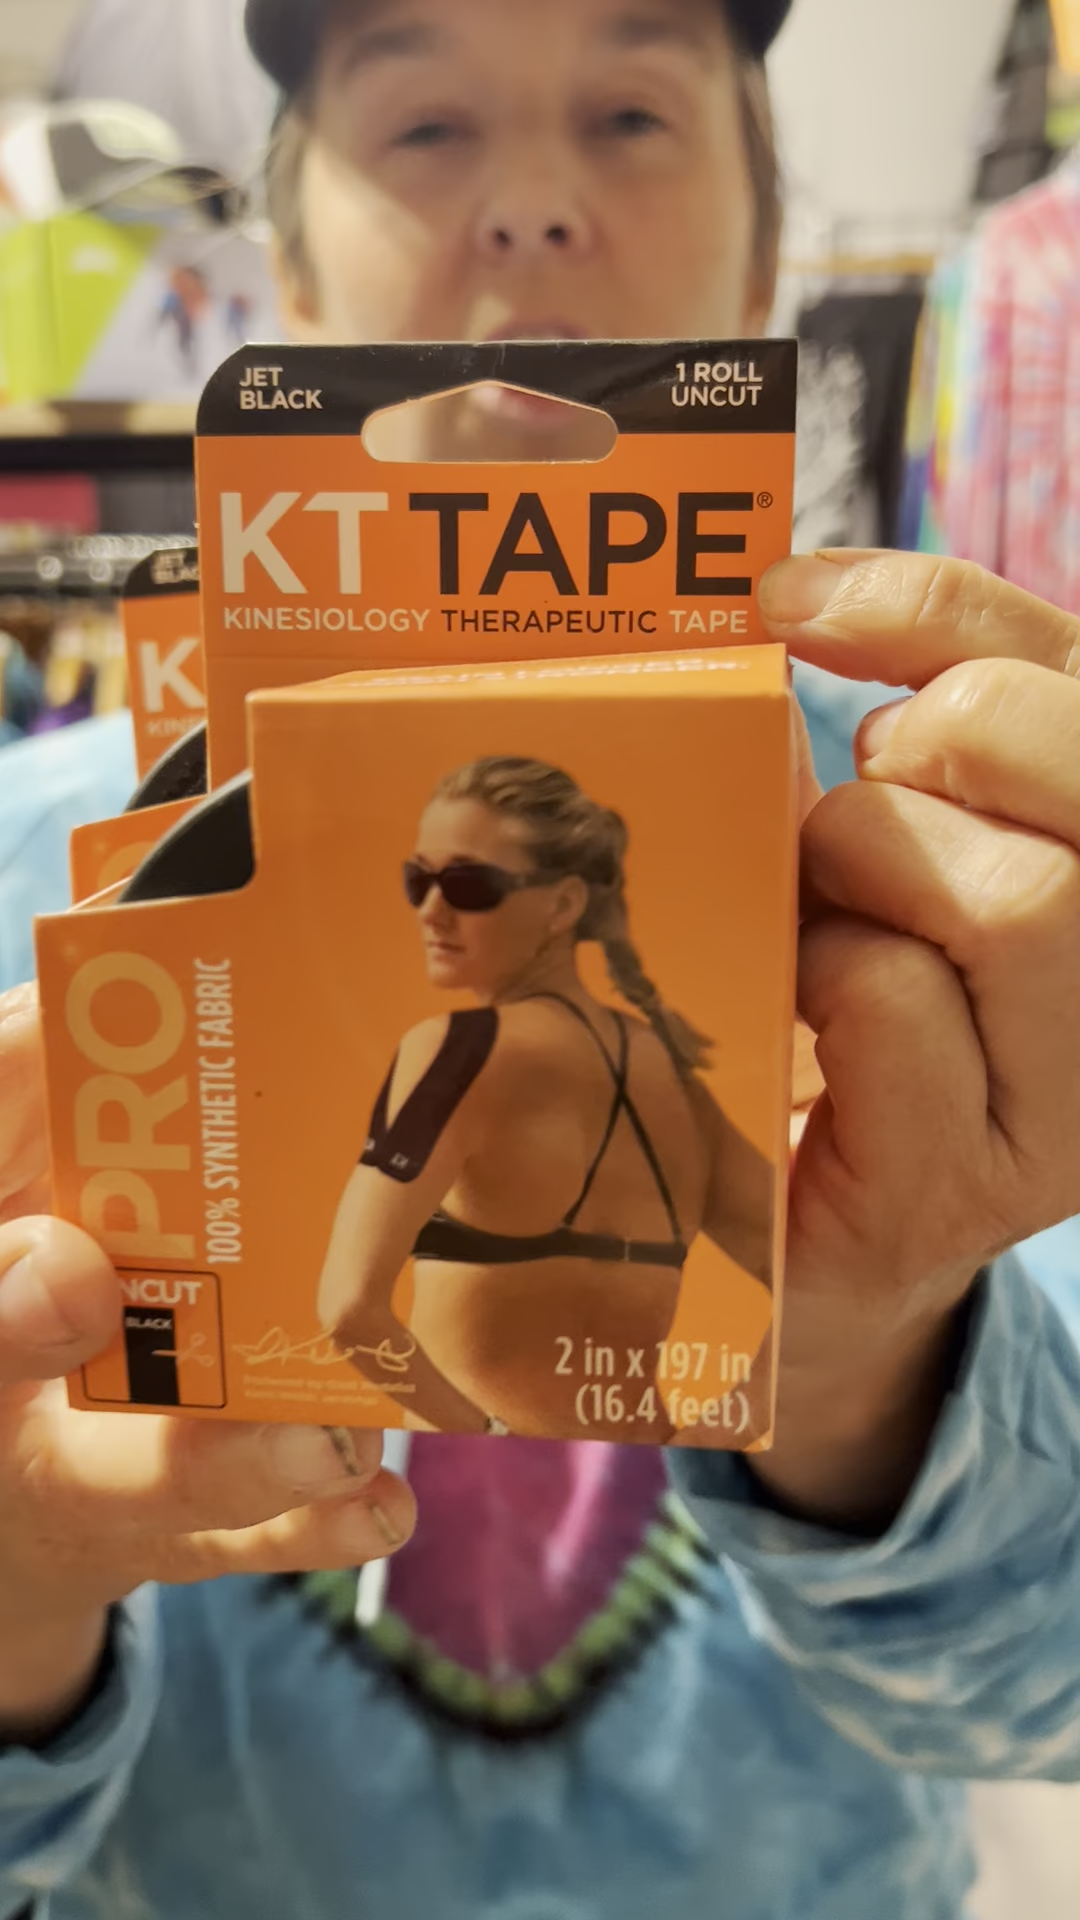 JET
BLACK
1 ROLL
UNCUT
KT TAPE®
KINESIOLOGY THERAPEUTIC TAPE
PRO
100% SYNTHETIC FABRIC
NCUT
BLACK
2 in x 197 in
(16.4 feet)
K